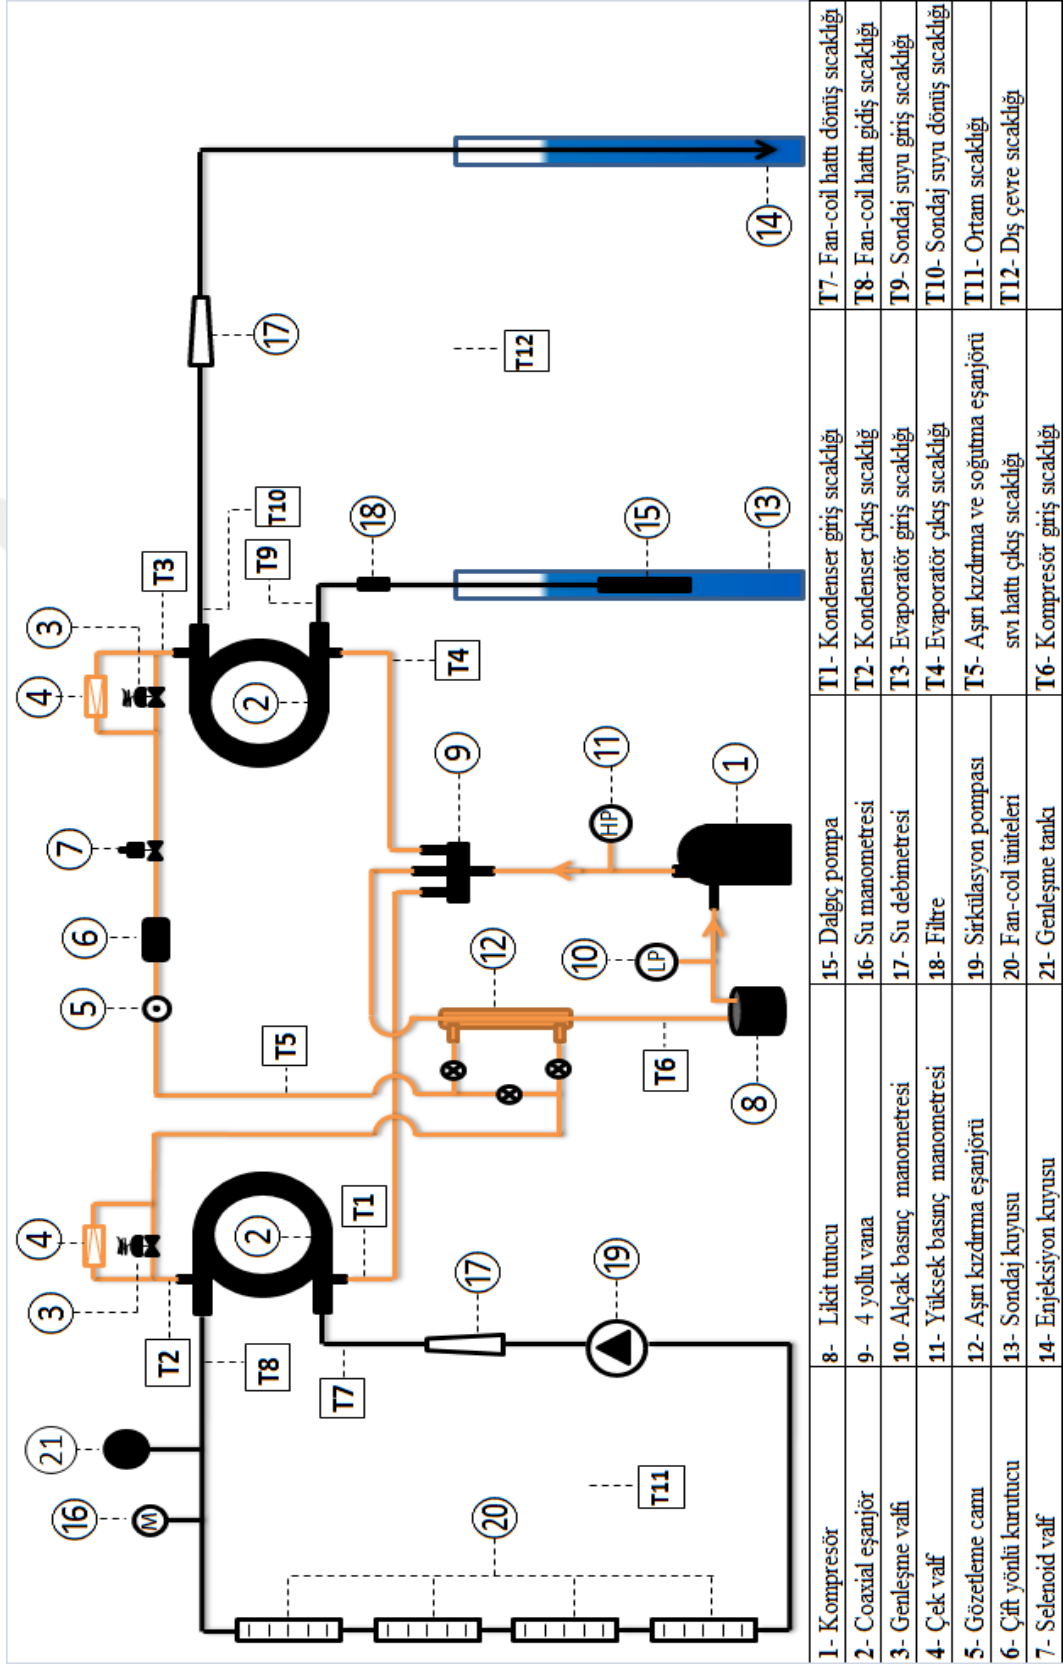 21
4
3
7
4
3
16
5
6
M
T2
T3
T8
2
T5
2
T9
T10
17
T7
T1
18
20
17
12
9
T4
T12
19
10
HP
11
15
T11
T6
LP
8
1
13
14
1- Kompresör
8- Likit tutucu
15- Dalgıç pompa
T1- Kondenser giriş sıcaklığı
T7- Fan-coil hattı dönüş sıcaklığı
2- Coaxial eşanjör
9- 4 yollu vana
16- Su manometresi
T2- Kondenser çıkış sıcaklığ
T8- Fan-coil hattı gidiş sıcaklığı
3- Genleşme valfi
10- Alçak basınç manometresi
17- Su debimetresi
T3- Evaporatör giriş sıcaklığı
T9- Sondaj suyu giriş sıcaklığı
4- Çek valf
11- Yüksek basınç manometresi
18- Filtre
T4- Evaporatör çıkış sıcaklığı
T10- Sondaj suyu dönüş sıcaklığı
5- Gözetleme camı
12- Aşırı kızdırma eşanjörü
19- Sirkülasyon pompası
T5- Aşırı kızdırma ve soğutma eşanjörü
sıvı hattı çıkış sıcaklığı
T11- Ortam sıcaklığı
6- Çift yönlü kurutucu
13- Sondaj kuyusu
20- Fan-coil üniteleri
T12- Dış çevre sıcaklığı
7- Selenoid valf
14- Enjeksiyon kuyusu
21- Genleşme tankı
T6- Kompresör giriş sıcaklığı